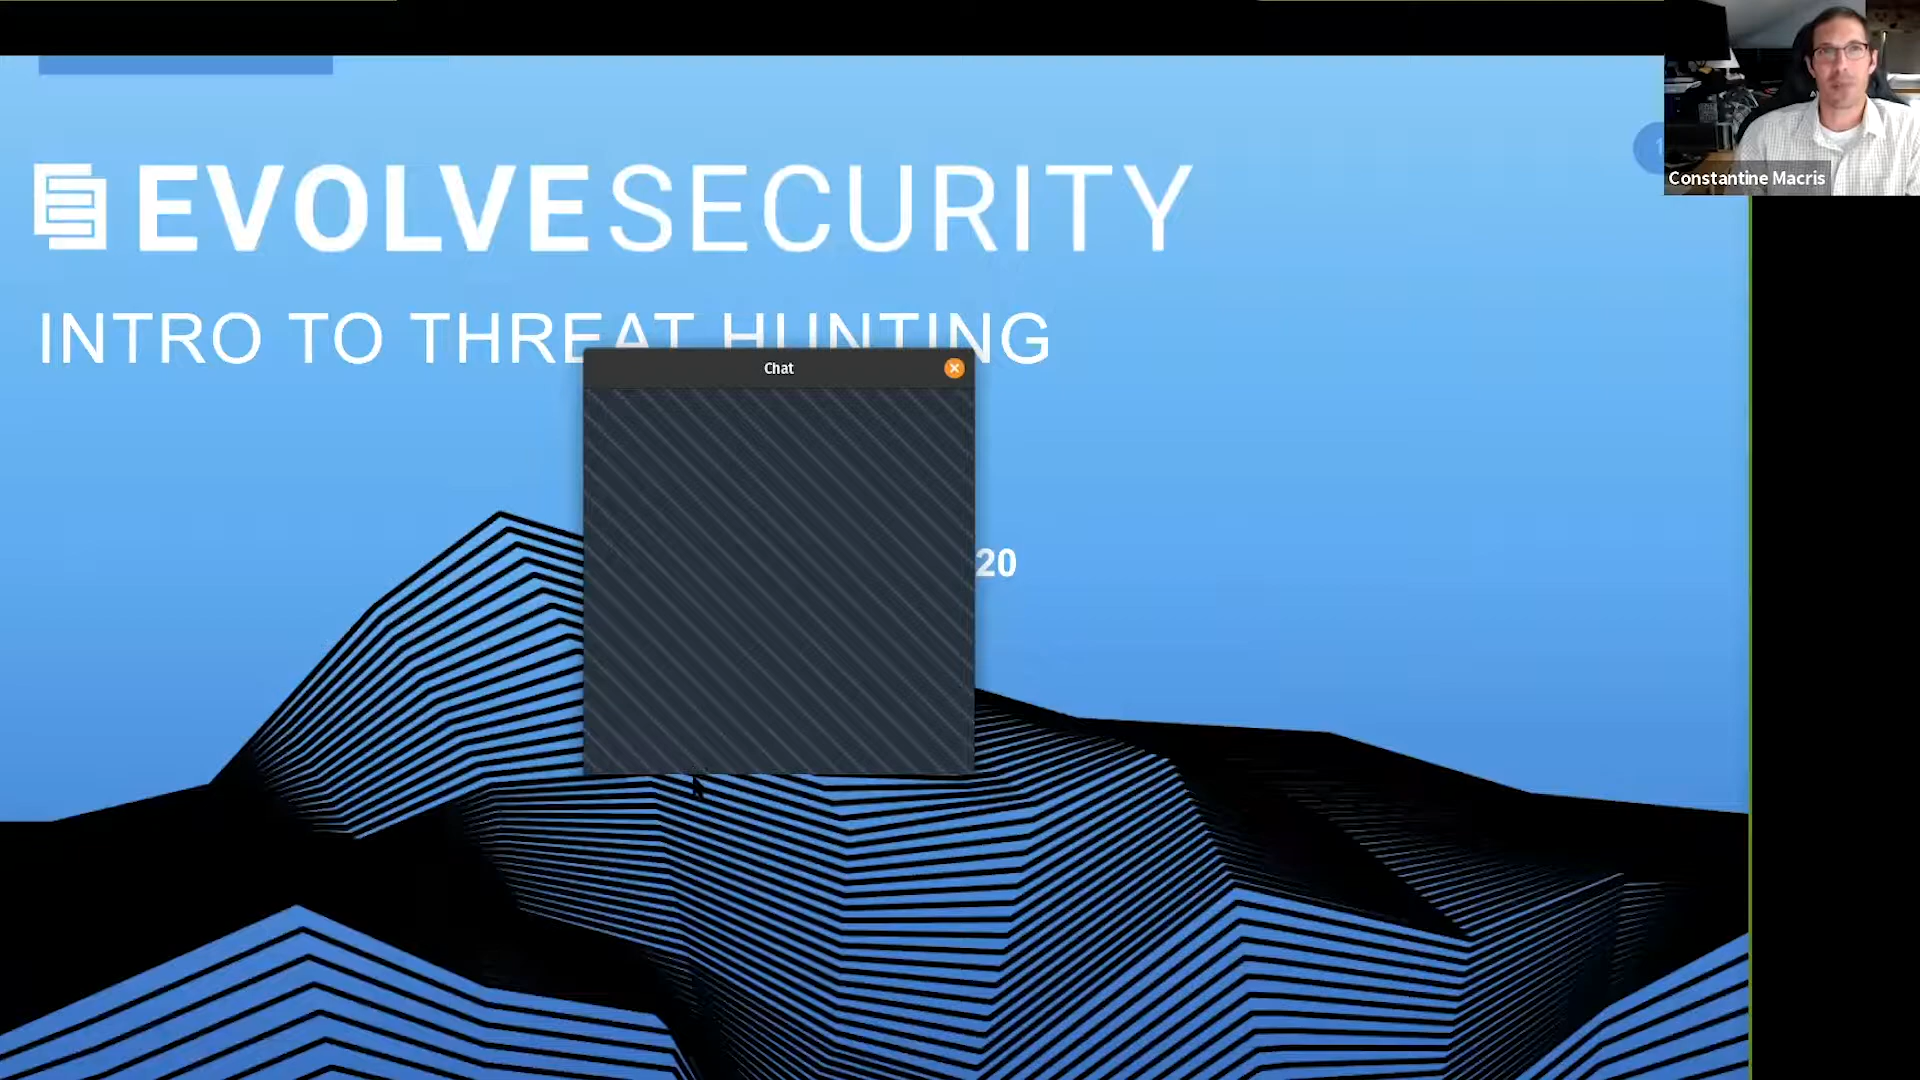 EVOLVESECURITY
INTRO TO THREAT HUNTING
Chat
20
Constantine Macris